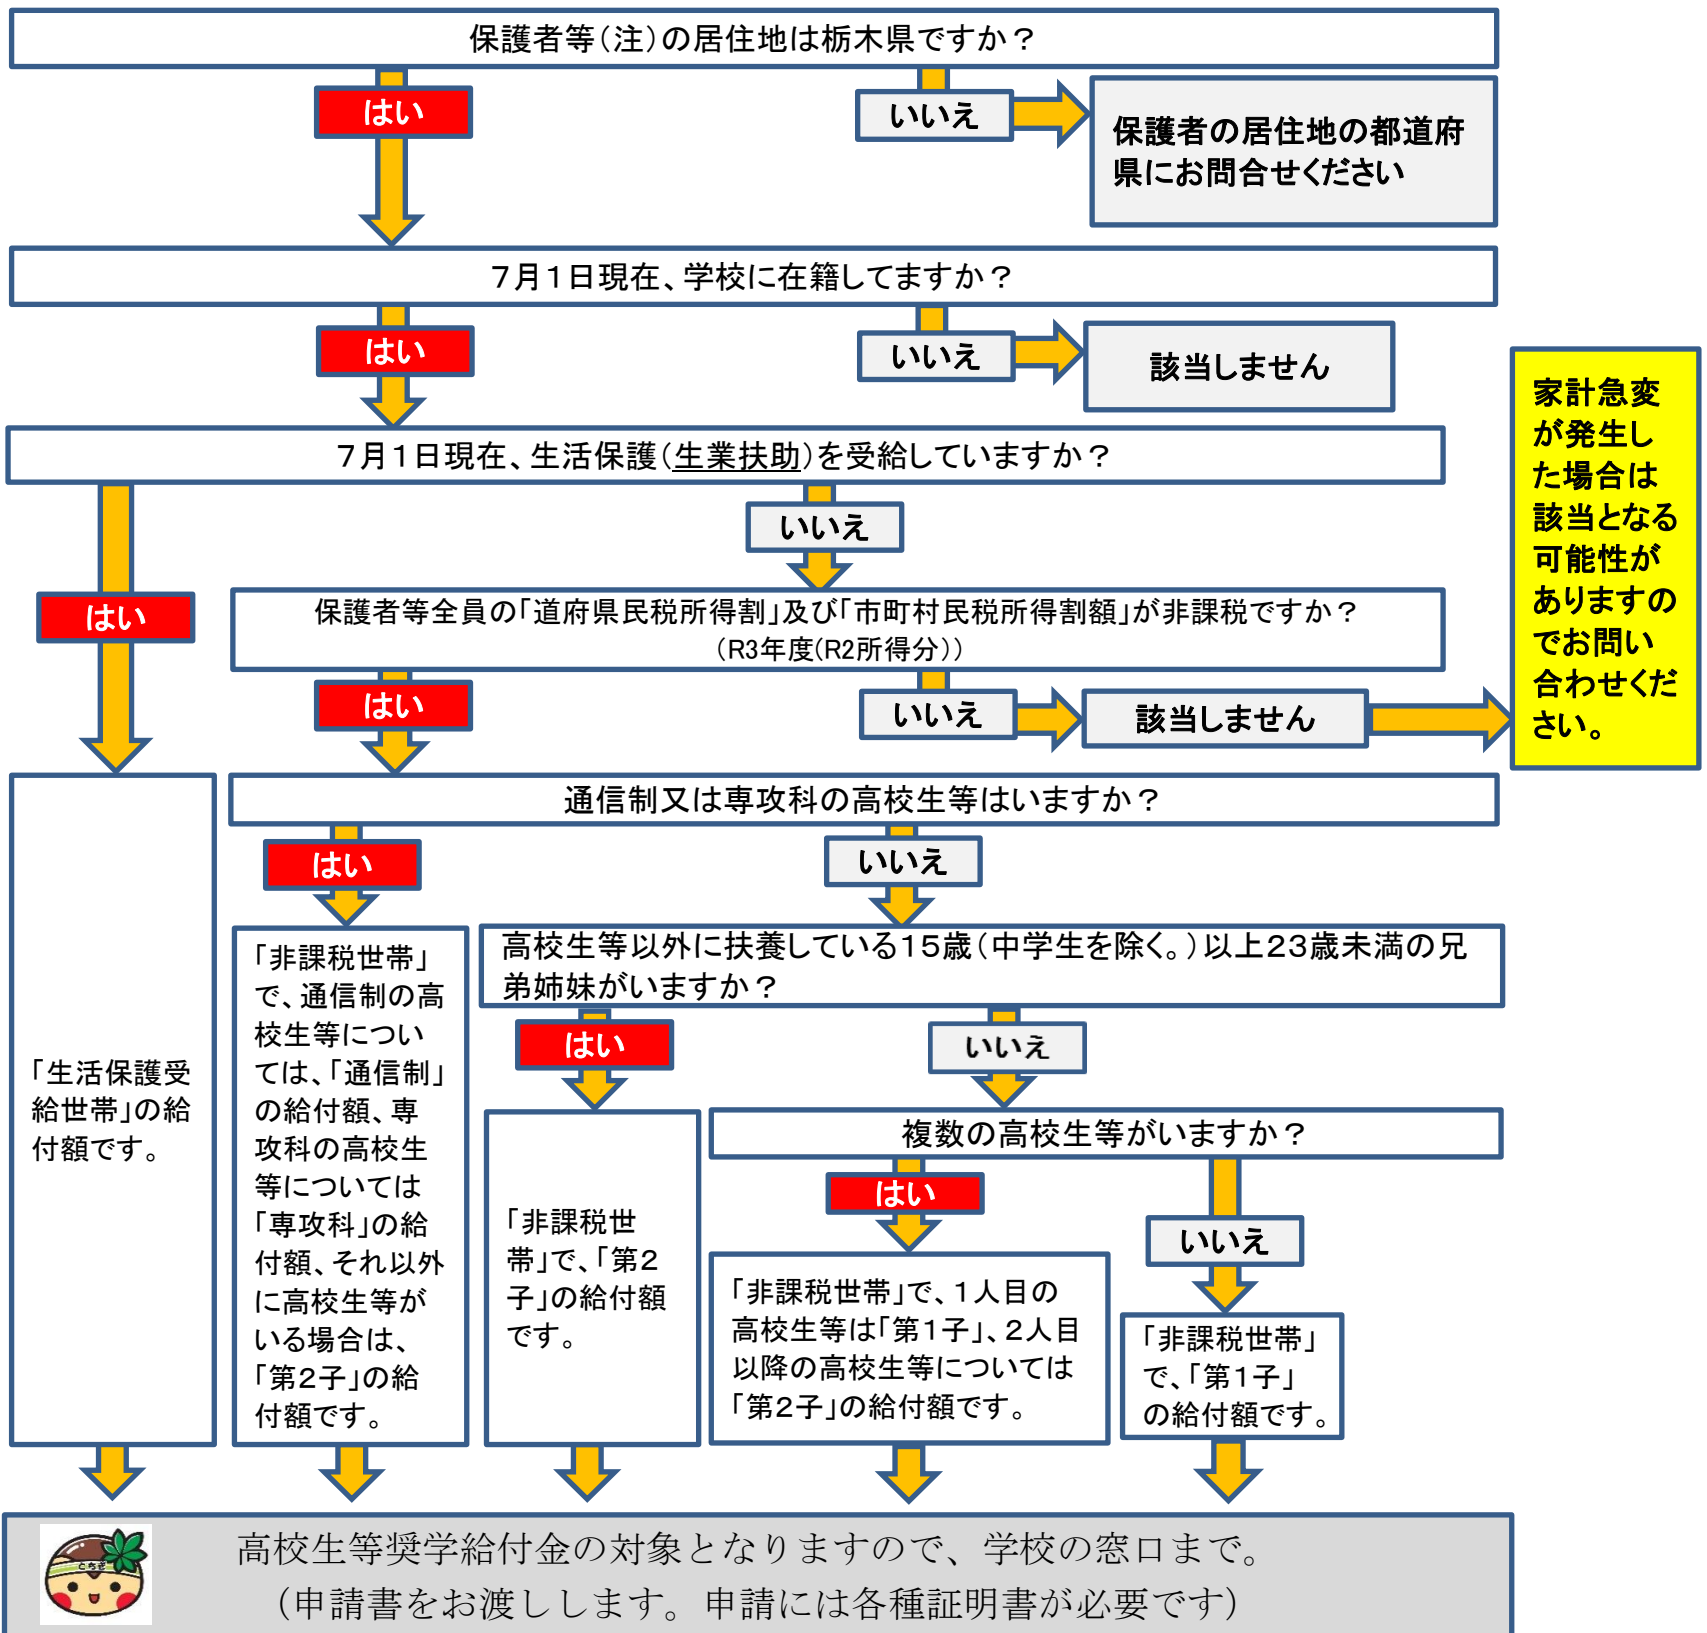 保護者等(注)の居住地は栃木県ですか?
はい
いいえ
保護者の居住地の都道府
県にお問合せください
7月1日現在、学校に在籍してますか?
はい
いいえ
該当しません
家計急変
が発生し
た場合は
該当となる
可能性が
ありますの
でお問い
合わせくだ
さい。
7月1日現在、生活保護(生業扶助)を受給していますか?
いいえ
はい
保護者等全員の「道府県民税所得割」及び「市町村民税所得割額」が非課税ですか?
(R3年度(R2所得分))
はい
いいえ
該当しません
通信制又は専攻科の高校生等はいますか?
はい
いいえ
「生活保護受
給世帯」の給
付額です。
「非課税世帯」
で、通信制の高
校生等につい
ては、「通信制」
の給付額、専
攻科の高校生
等については
「専攻科」の給
付額、それ以外
に高校生等が
いる場合は、
「第2子」の給
付額です。
高校生等以外に扶養している15歳(中学生を除く。)以上23歳未満の兄
弟姉妹がいますか?
はい
いいえ
「非課税世
帯」で、「第2
子」の給付額
です。
複数の高校生等がいますか?
はい
いいえ
「非課税世帯」で、1人目の
高校生等は「第1子」、2人目
以降の高校生等については
「第2子」の給付額です。
「非課税世帯」
で、「第1子」
の給付額です。
とちぎ
高校生等奨学給付金の対象となりますので、学校の窓口まで。
(申請書をお渡しします。申請には各種証明書が必要です)